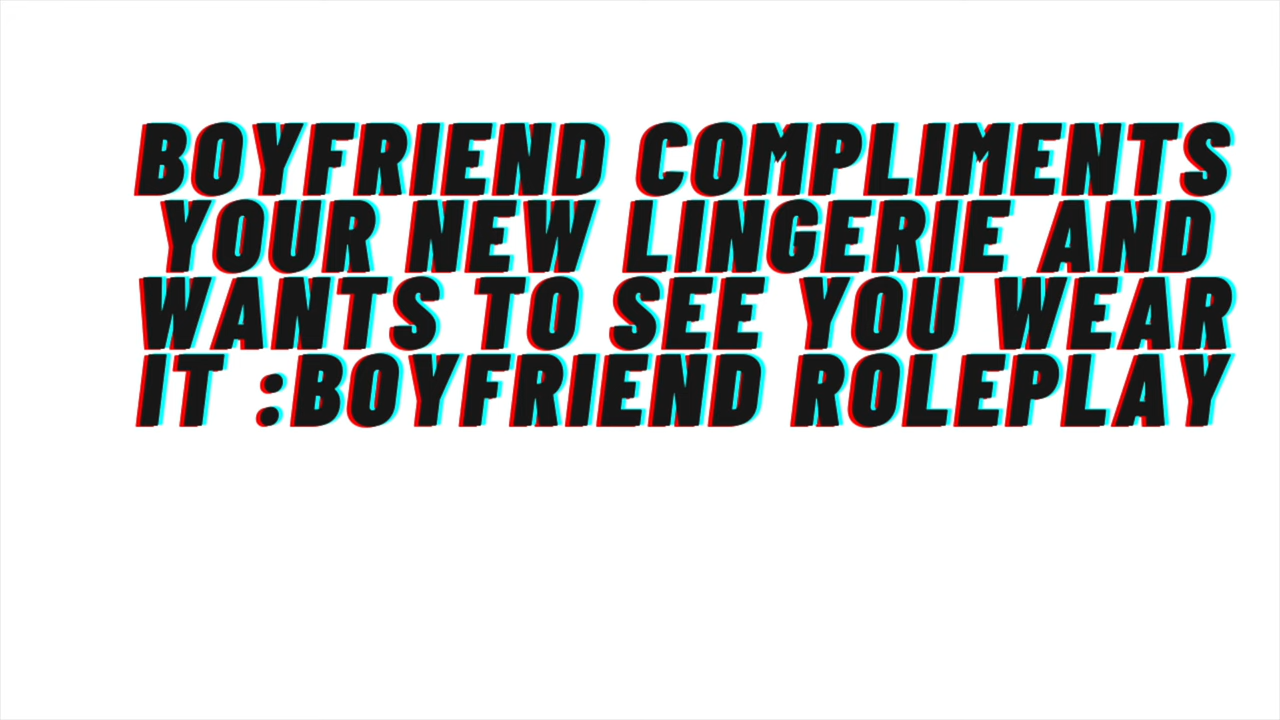 BOYFRIEND COMPLIMENTS
YOUR NEW LINGERIE AND
WANTS TO SEE YOU WEAR
IT :BOYFRIEND ROLEPLAY